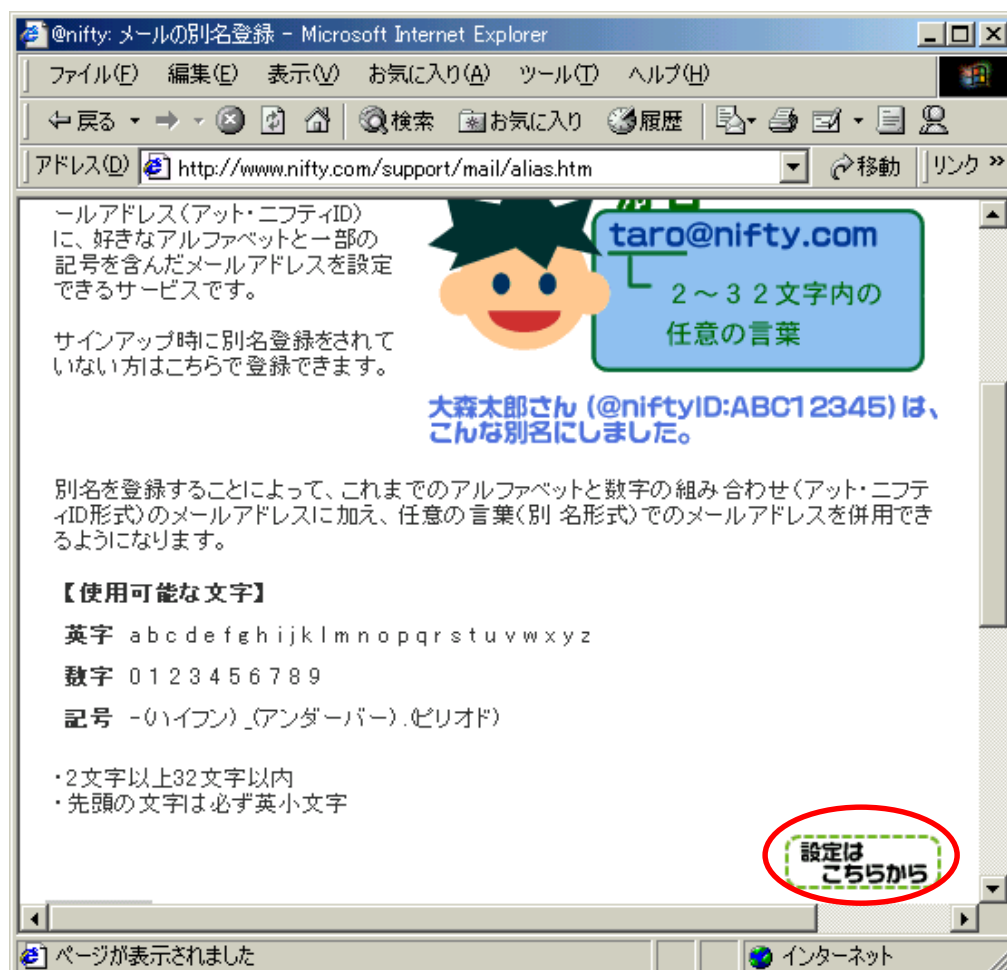 @nifty: メールの別名登録 - Microsoft Internet Explorer
ファイル(F) 編集(E) 表示(V) お気に入り(A) ツール(T) ヘルプ(H)
戻る 検索 お気に入り 履歴
アドレス(D) http://www.nifty.com/support/mail/alias.htm 移動 リンク »
ールアドレス(アット・ニフティID)
に、好きなアルファベットと一部の
記号を含んだメールアドレスを設定
できるサービスです。
サインアップ時に別名登録をされて
いない方はこちらで登録できます。
taro@nifty.com
2～32文字内の
任意の言葉
大森太郎さん (@niftyID:ABC12345) は、
こんな別名にしました。
別名を登録することによって、これまでのアルファベットと数字の組み合わせ(アット・ニフテ
ィID形式)のメールアドレスに加え、任意の言葉(別 名形式)でのメールアドレスを併用でき
るようになります。
【使用可能な文字】
英字 a b c d e f g h i j k l m n o p q r s t u v w x y z
数字 0 1 2 3 4 5 6 7 8 9
記号 -(ハイフン) _(アンダーバー) .(ピリオド)
・2文字以上32文字以内
・先頭の文字は必ず英小文字
設定は
こちらから
ページが表示されました インターネット